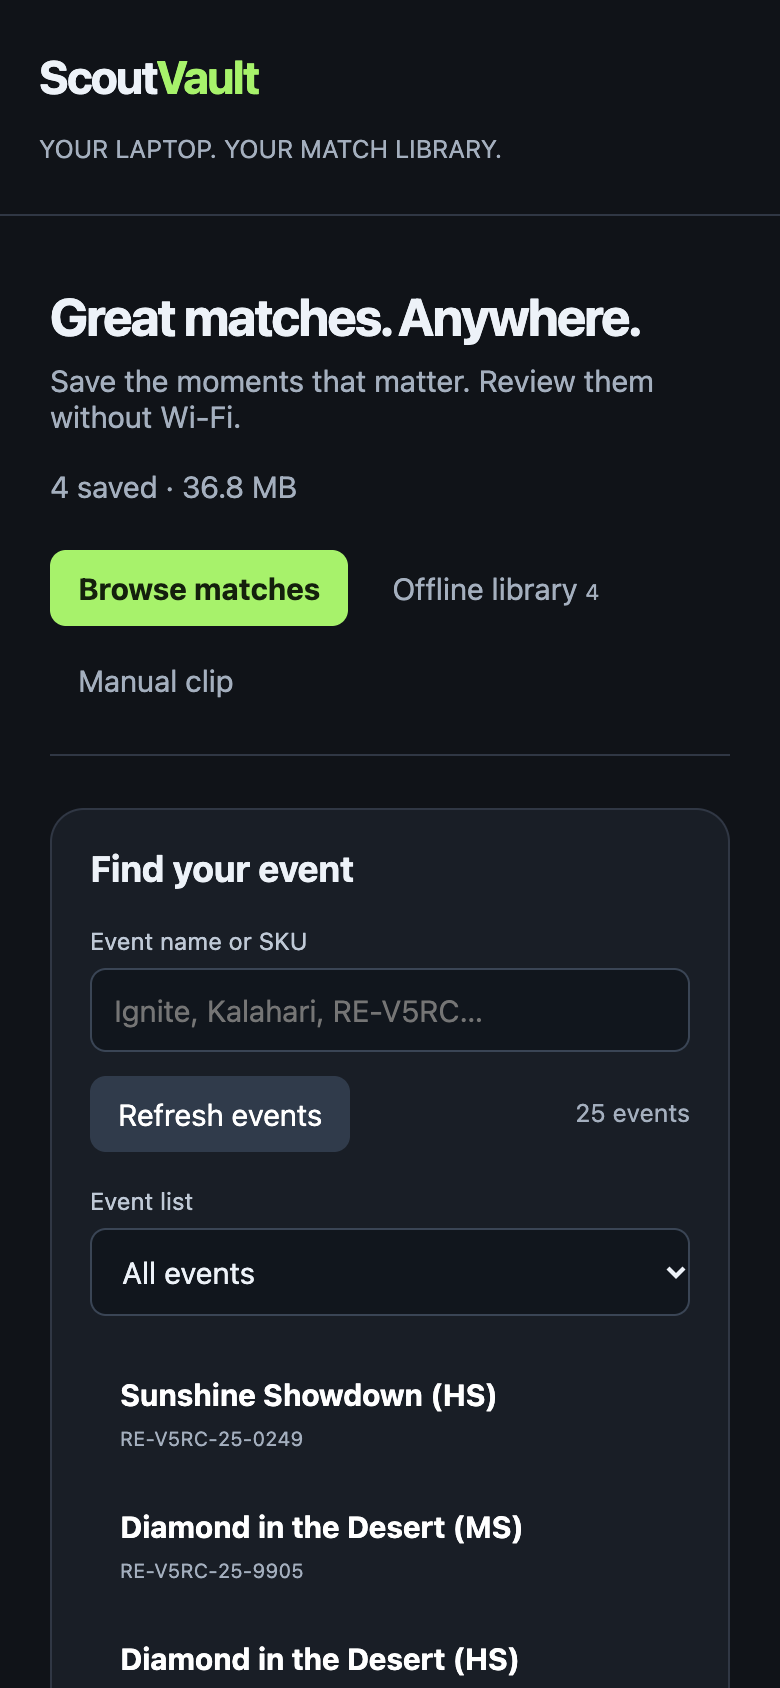 ScoutVault
YOUR LAPTOP. YOUR MATCH LIBRARY.
Great matches. Anywhere.
Save the moments that matter. Review them
without Wi-Fi.
4 saved · 36.8 MB
Browse matches
Offline library 4
Manual clip
Find your event
Event name or SKU
Ignite, Kalahari, RE-V5RC...
Refresh events
25 events
Event list
All events
Sunshine Showdown (HS)
RE-V5RC-25-0249
Diamond in the Desert (MS)
RE-V5RC-25-9905
Diamond in the Desert (HS)